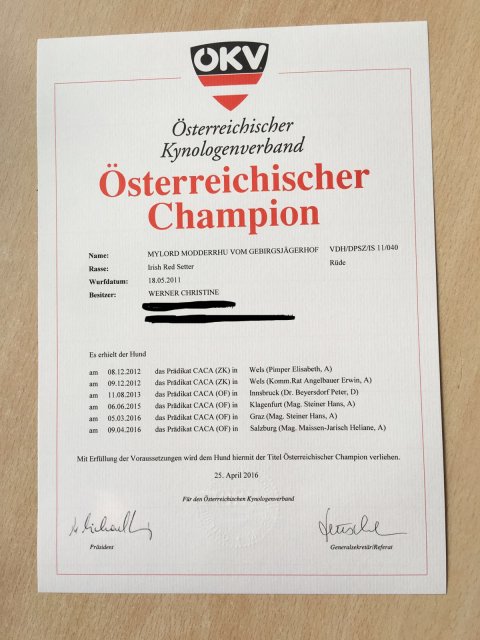 ÖKV
Österreichischer
Kynologenverband
Österreichischer
Champion
Name: MYLORD MODDERRHU VOM GEBIRGSJÄGERHOF VDH/DPSZ/IS 11/040
Rasse: Irish Red Setter Rüde
Wurfdatum: 18.05.2011
Besitzer: WERNER CHRISTINE
Es erhielt der Hund
am 08.12.2012 das Prädikat CACA (ZK) in Wels (Pimper Elisabeth, A)
am 09.12.2012 das Prädikat CACA (ZK) in Wels (Komm.Rat Angelbauer Erwin, A)
am 11.08.2013 das Prädikat CACA (OF) in Innsbruck (Dr. Beyersdorf Peter, D)
am 06.06.2015 das Prädikat CACA (OF) in Klagenfurt (Mag. Steiner Hans, A)
am 05.03.2016 das Prädikat CACA (OF) in Graz (Mag. Steiner Hans, A)
am 09.04.2016 das Prädikat CACA (OF) in Salzburg (Mag. Maissen-Jarisch Heliane, A)
Mit Erfüllung der Voraussetzungen wird dem Hund hiermit der Titel Österreichischer Champion verliehen.
25. April 2016
Für den Österreichischen Kynologenverband
Präsident Generalsekretär/Referat